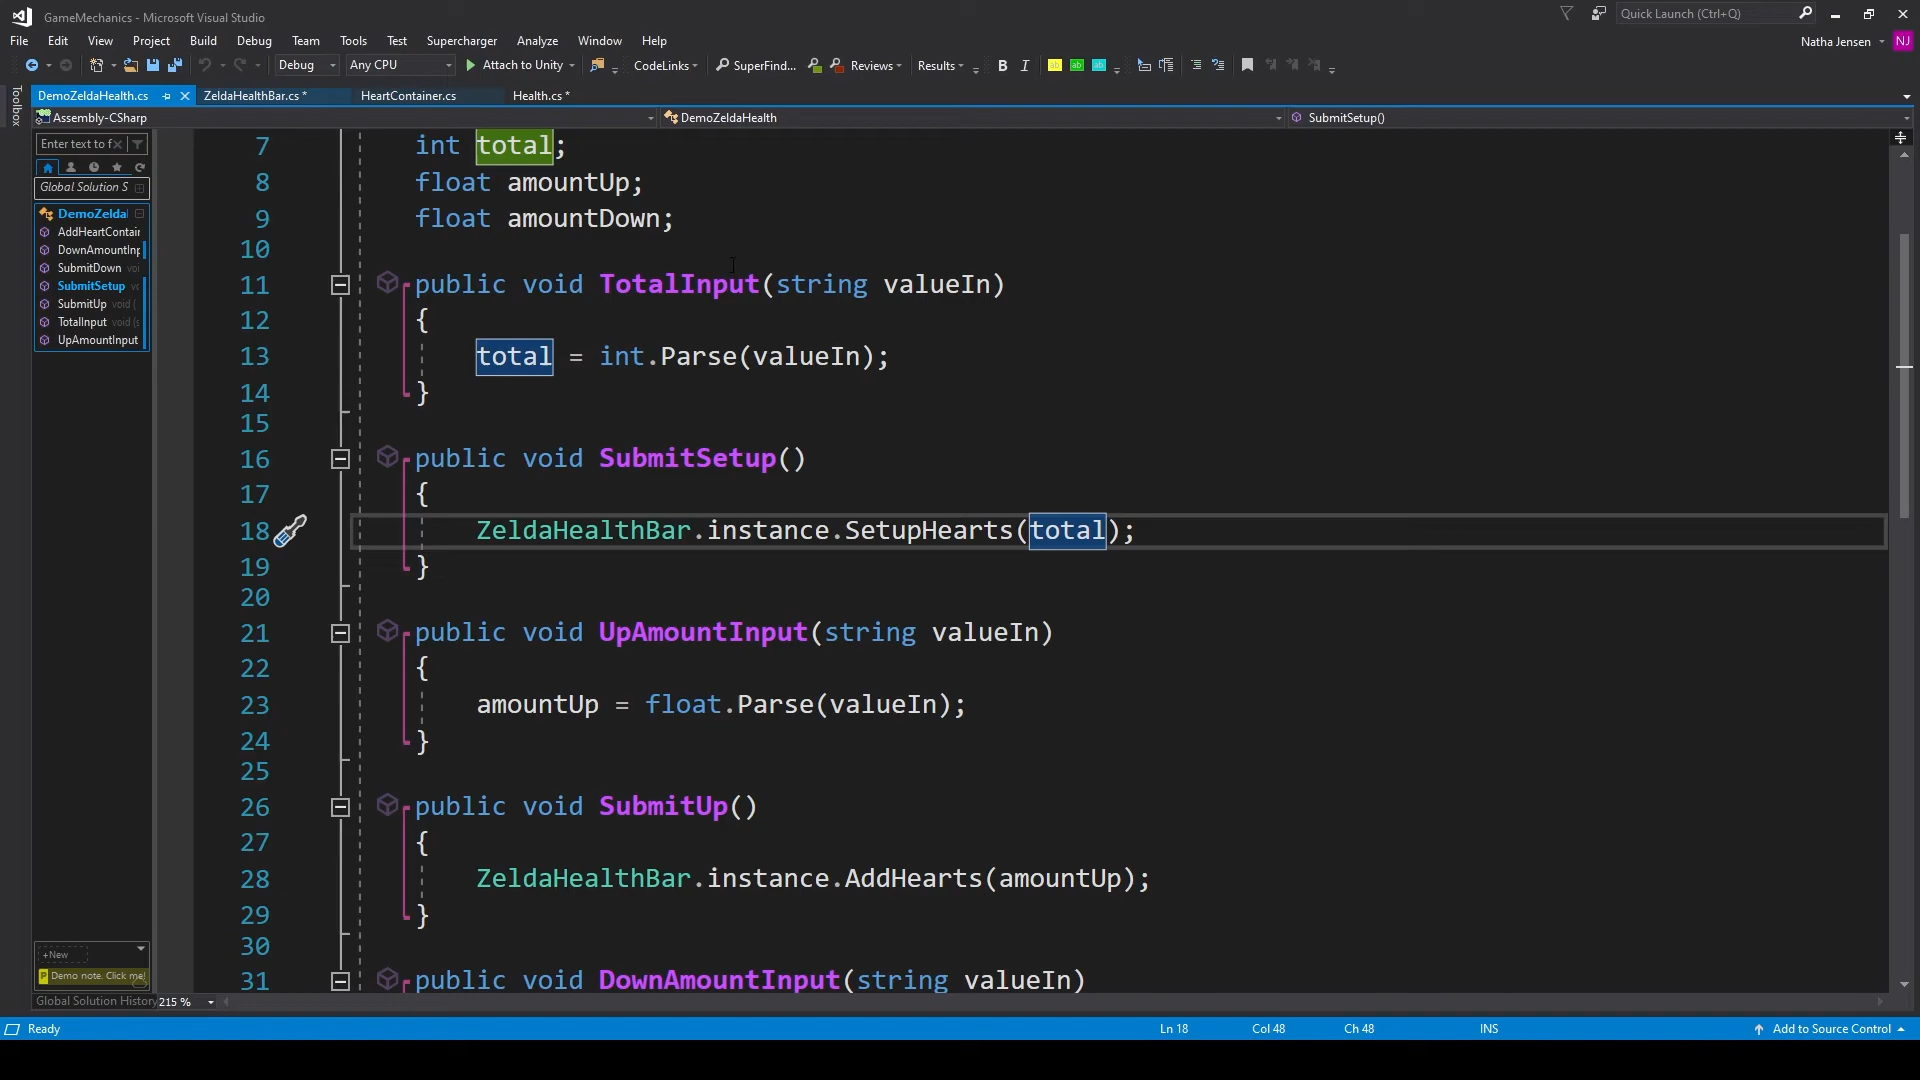 GameMechanics - Microsoft Visual Studio
Quick Launch (Ctrl+Q)
File Edit View Project Build Debug Team Tools Test Supercharger Analyze Window Help
Natha Jensen NJ
Debug Any CPU Attach to Unity CodeLinks SuperFind... Reviews Results
Toolbox
DemoZeldaHealth.cs ZeldaHealthBar.cs * HeartContainer.cs Health.cs *
Assembly-CSharp DemoZeldaHealth SubmitSetup()
Enter text to f
Global Solution S
DemoZelda
AddHeartContair
DownAmountInp
SubmitDown voi
SubmitSetup vo
SubmitUp void (
TotalInput void (s
UpAmountInput
7 int total;
8 float amountUp;
9 float amountDown;
10
11 public void TotalInput(string valueIn)
12 {
13 total = int.Parse(valueIn);
14 }
15
16 public void SubmitSetup()
17 {
18 ZeldaHealthBar.instance.SetupHearts(total);
19 }
20
21 public void UpAmountInput(string valueIn)
22 {
23 amountUp = float.Parse(valueIn);
24 }
25
26 public void SubmitUp()
27 {
28 ZeldaHealthBar.instance.AddHearts(amountUp);
29 }
30
31 public void DownAmountInput(string valueIn)
+New
Demo note. Click me!
Global Solution History 215 %
Ready Ln 18 Col 48 Ch 48 INS Add to Source Control